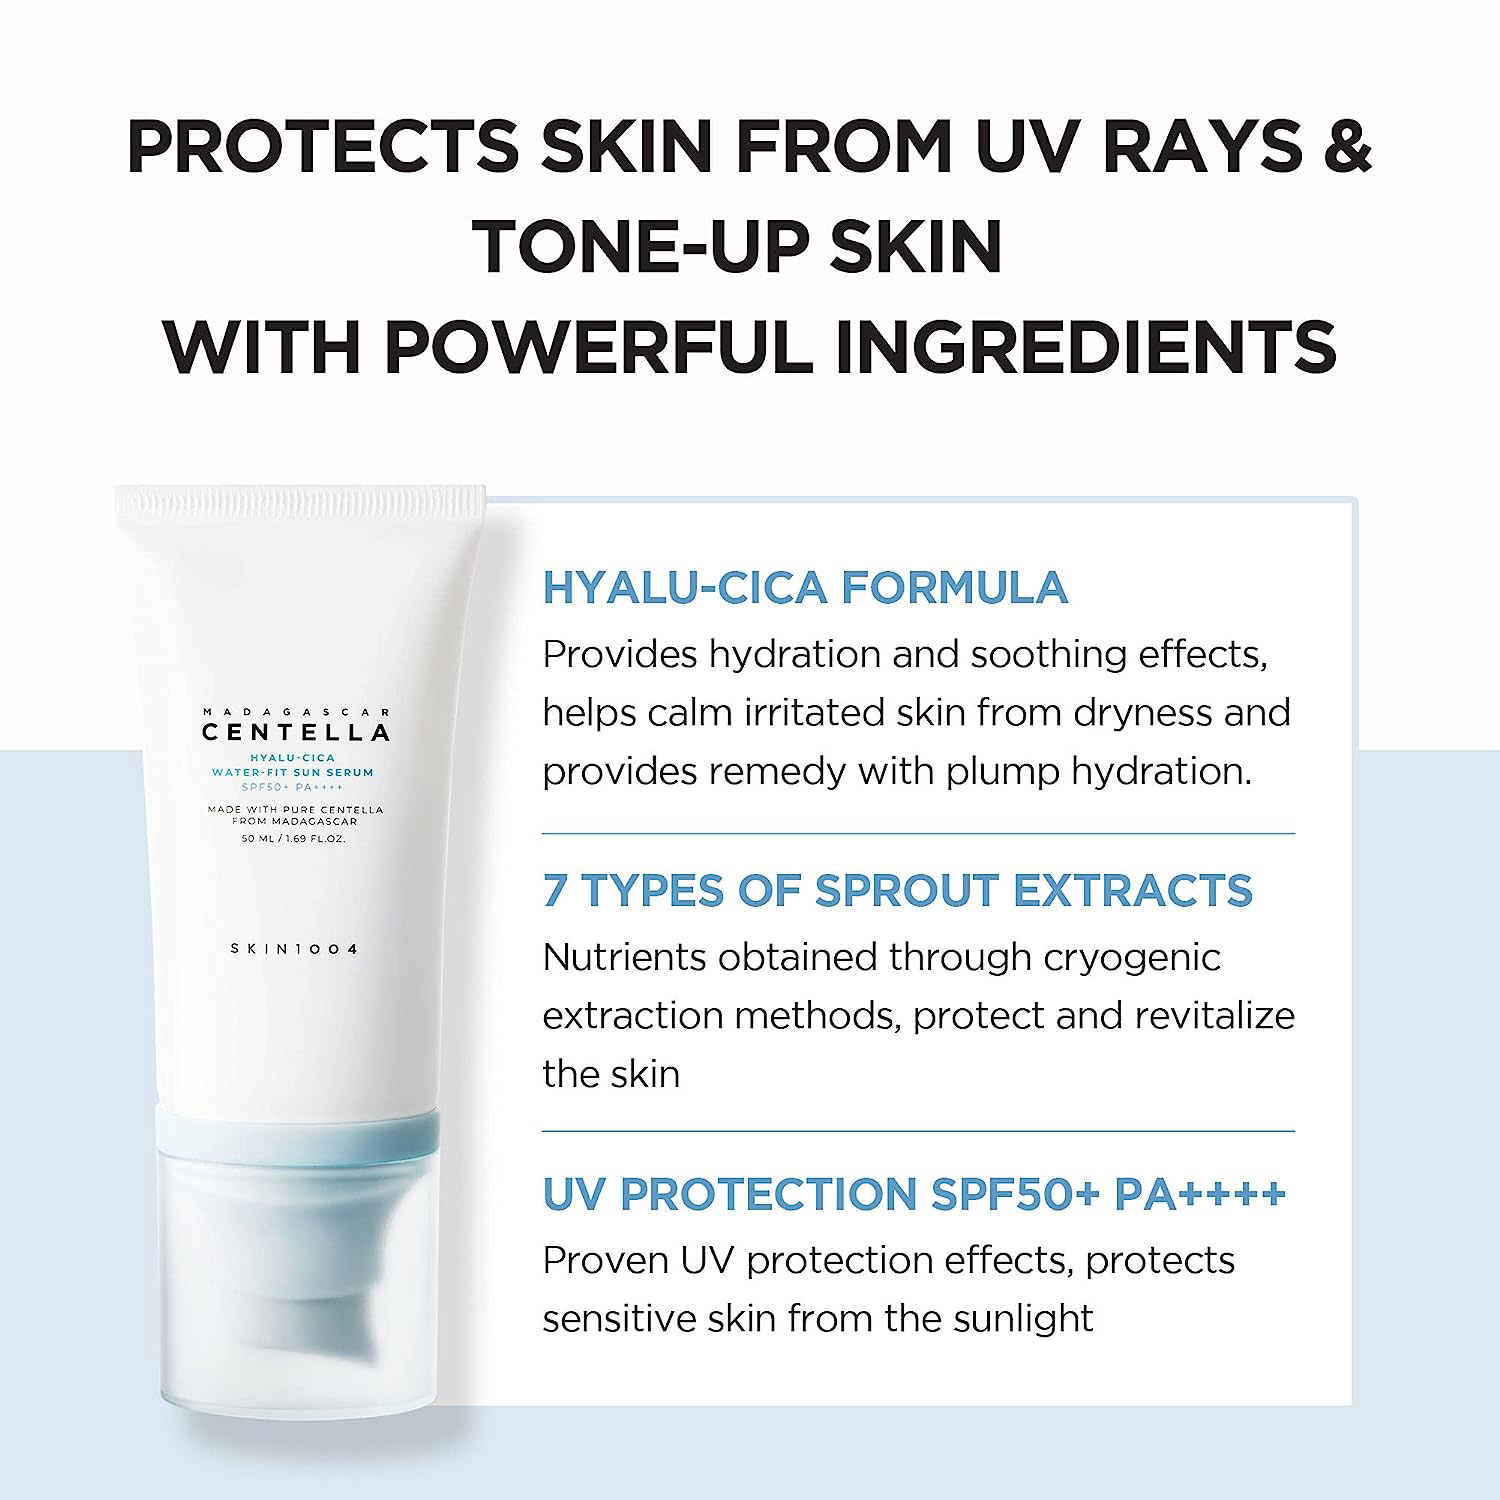 PROTECTS SKIN FROM UV RAYS &
TONE-UP SKIN
WITH POWERFUL INGREDIENTS
MADAGASCAR
CENTELLA
HYALU-CICA
WATER-FIT SUN SERUM
SPF50+ PA++++
MADE WITH PURE CENTELLA
FROM MADAGASCAR
50 ML / 1.69 FL.OZ.
SKIN1004
HYALU-CICA FORMULA
Provides hydration and soothing effects,
helps calm irritated skin from dryness and
provides remedy with plump hydration.
7 TYPES OF SPROUT EXTRACTS
Nutrients obtained through cryogenic
extraction methods, protect and revitalize
the skin
UV PROTECTION SPF50+ PA++++
Proven UV protection effects, protects
sensitive skin from the sunlight